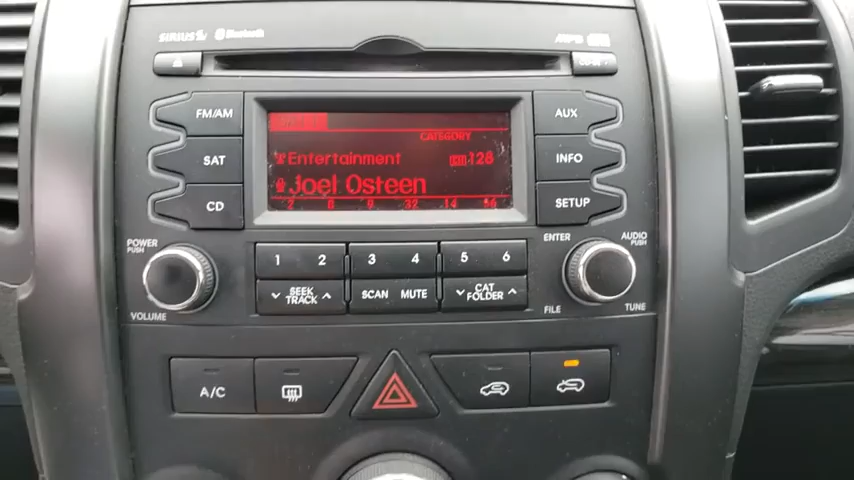 SIRIUS Bluetooth
MP3
FM/AM
AUX
CATEGORY
SAT
Entertainment
CH 128
INFO
Joel Osteen
CD
2 8 9 32 14 56
SETUP
POWER
PUSH
VOLUME
1 2 3 4 5 6
SEEK
TRACK
SCAN MUTE
CAT
FOLDER
ENTER
AUDIO
PUSH
FILE
TUNE
A/C